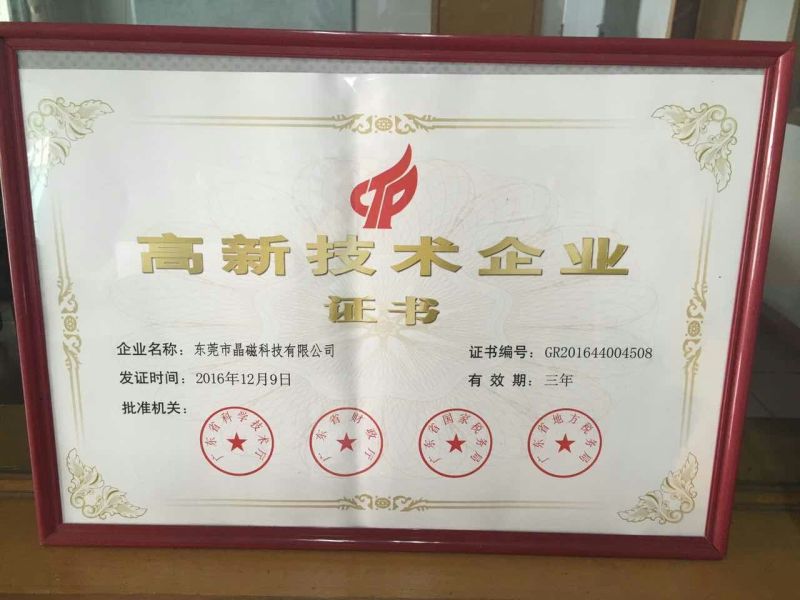 高新技术企业
证书
企业名称：东莞市晶磁科技有限公司
证书编号：GR201644004508
发证时间：2016年12月9日
有效期：三年
批准机关：
广东省科学技术厅
广东省财政厅
广东省国家税务局
广东省地方税务局